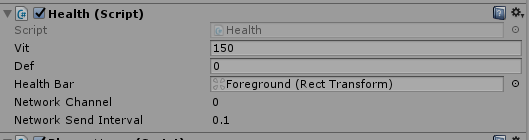 Health (Script)
Script Health
Vit 150
Def 0
Health Bar Foreground (Rect Transform)
Network Channel 0
Network Send Interval 0.1